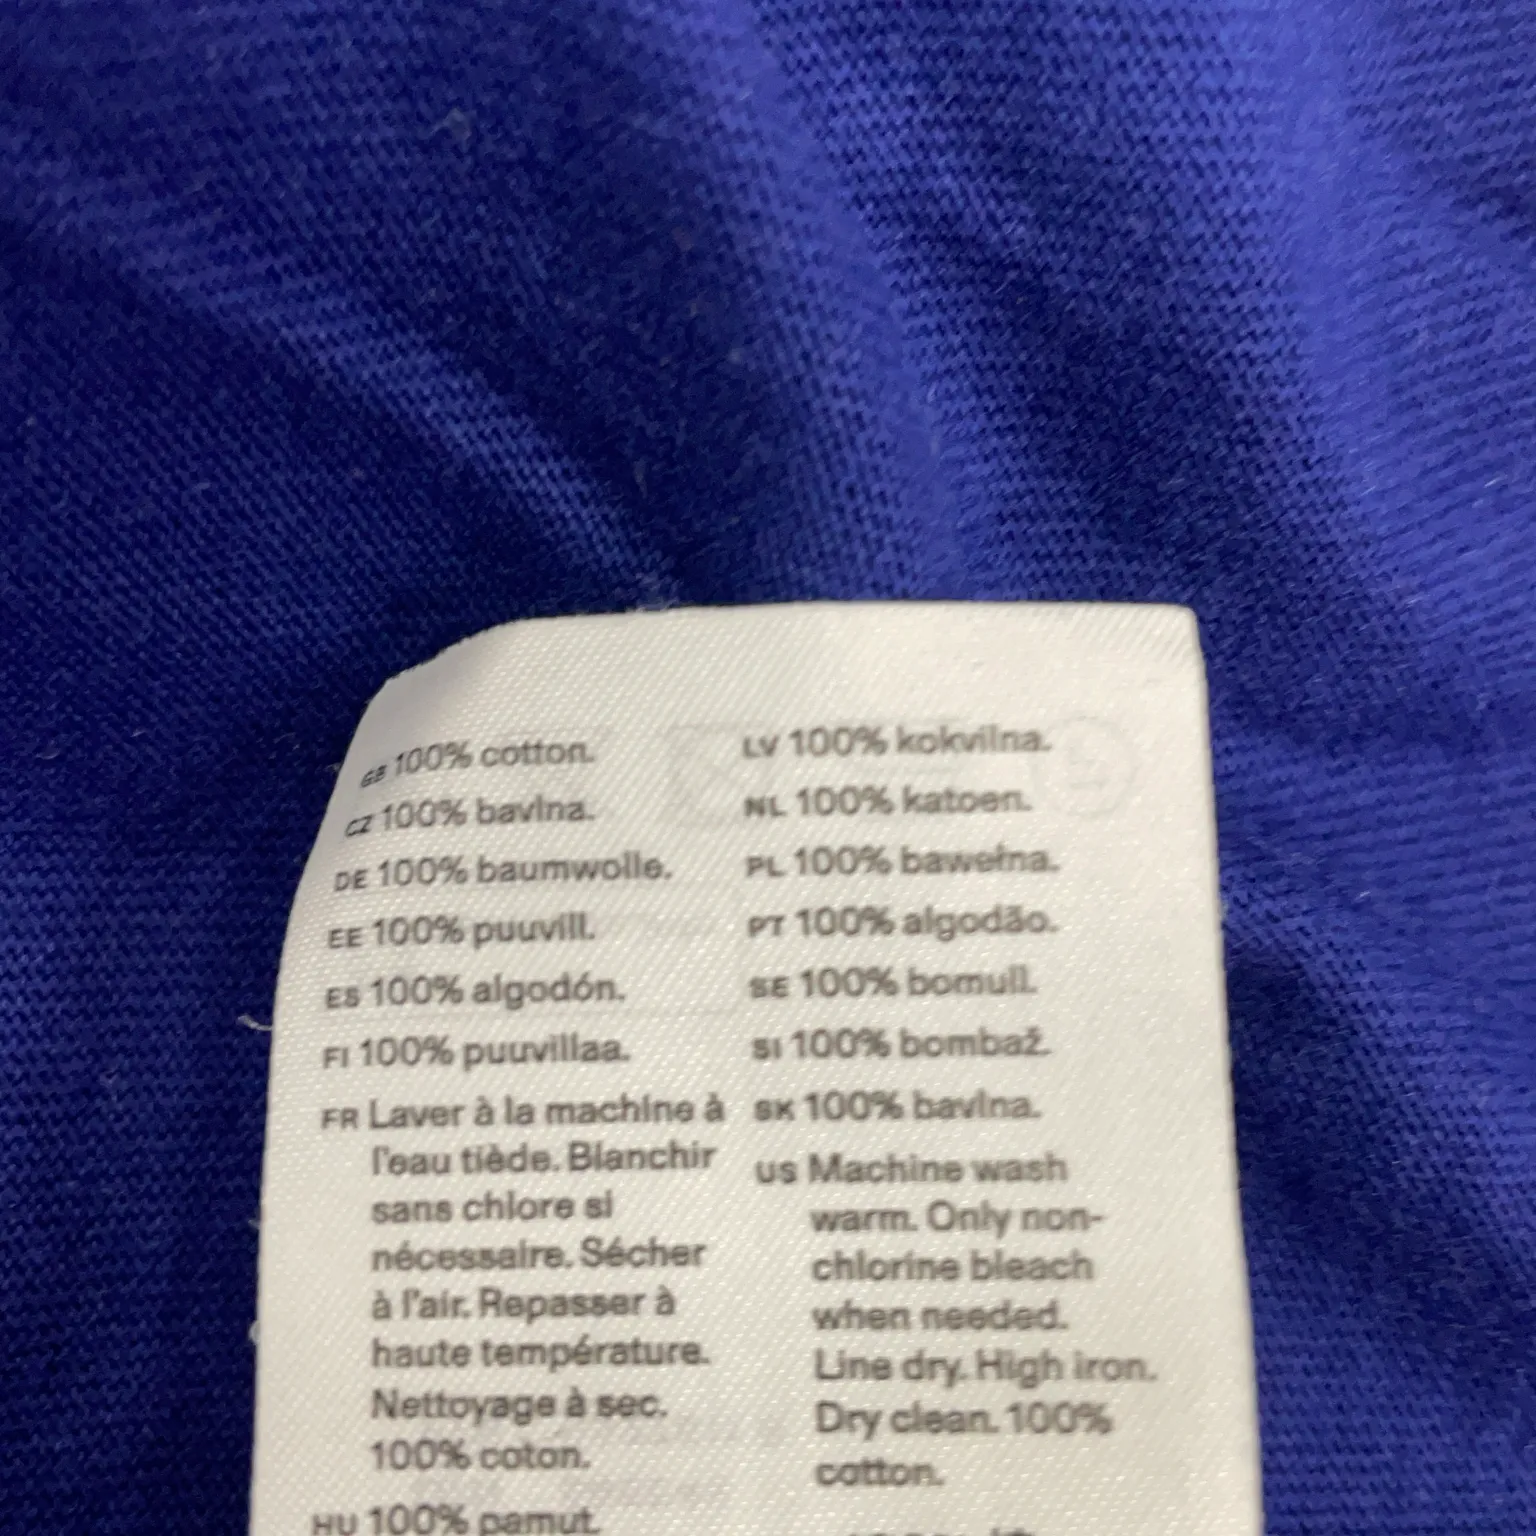 GB 100% cotton.
CZ 100% bavlna.
DE 100% baumwolle.
EE 100% puuvill.
ES 100% algodón.
FI 100% puuvillaa.
FR Laver à la machine à
l'eau tiède. Blanchir
sans chlore si
nécessaire. Sécher
à l'air. Repasser à
haute température.
Nettoyage à sec.
100% coton.
HU 100% pamut.
LV 100% kokvilna.
NL 100% katoen.
PL 100% bawełna.
PT 100% algodão.
SE 100% bomull.
SI 100% bombaž.
SK 100% bavlna.
US Machine wash
warm. Only non-
chlorine bleach
when needed.
Line dry. High iron.
Dry clean. 100%
cotton.